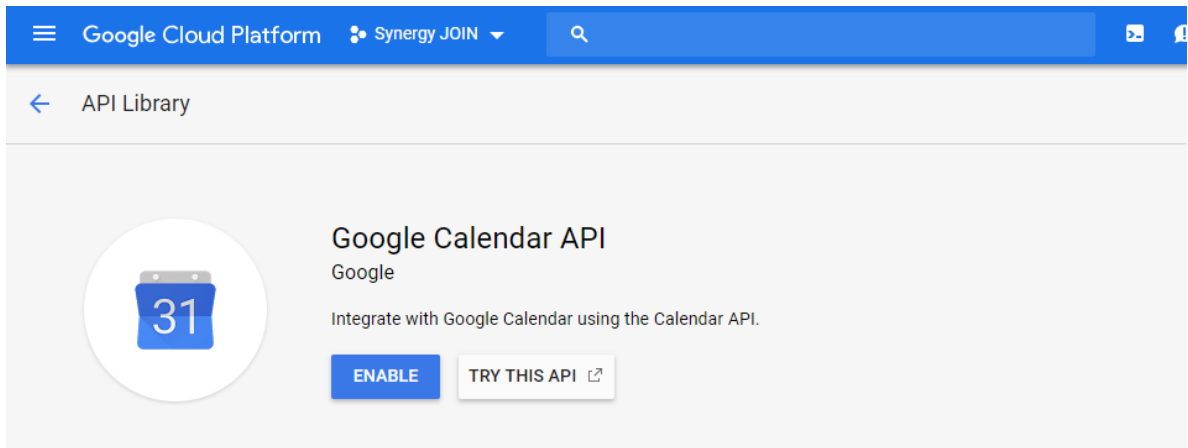 Google Cloud Platform Synergy JOIN
API Library
Google Calendar API
Google
31
Integrate with Google Calendar using the Calendar API.
ENABLE TRY THIS API